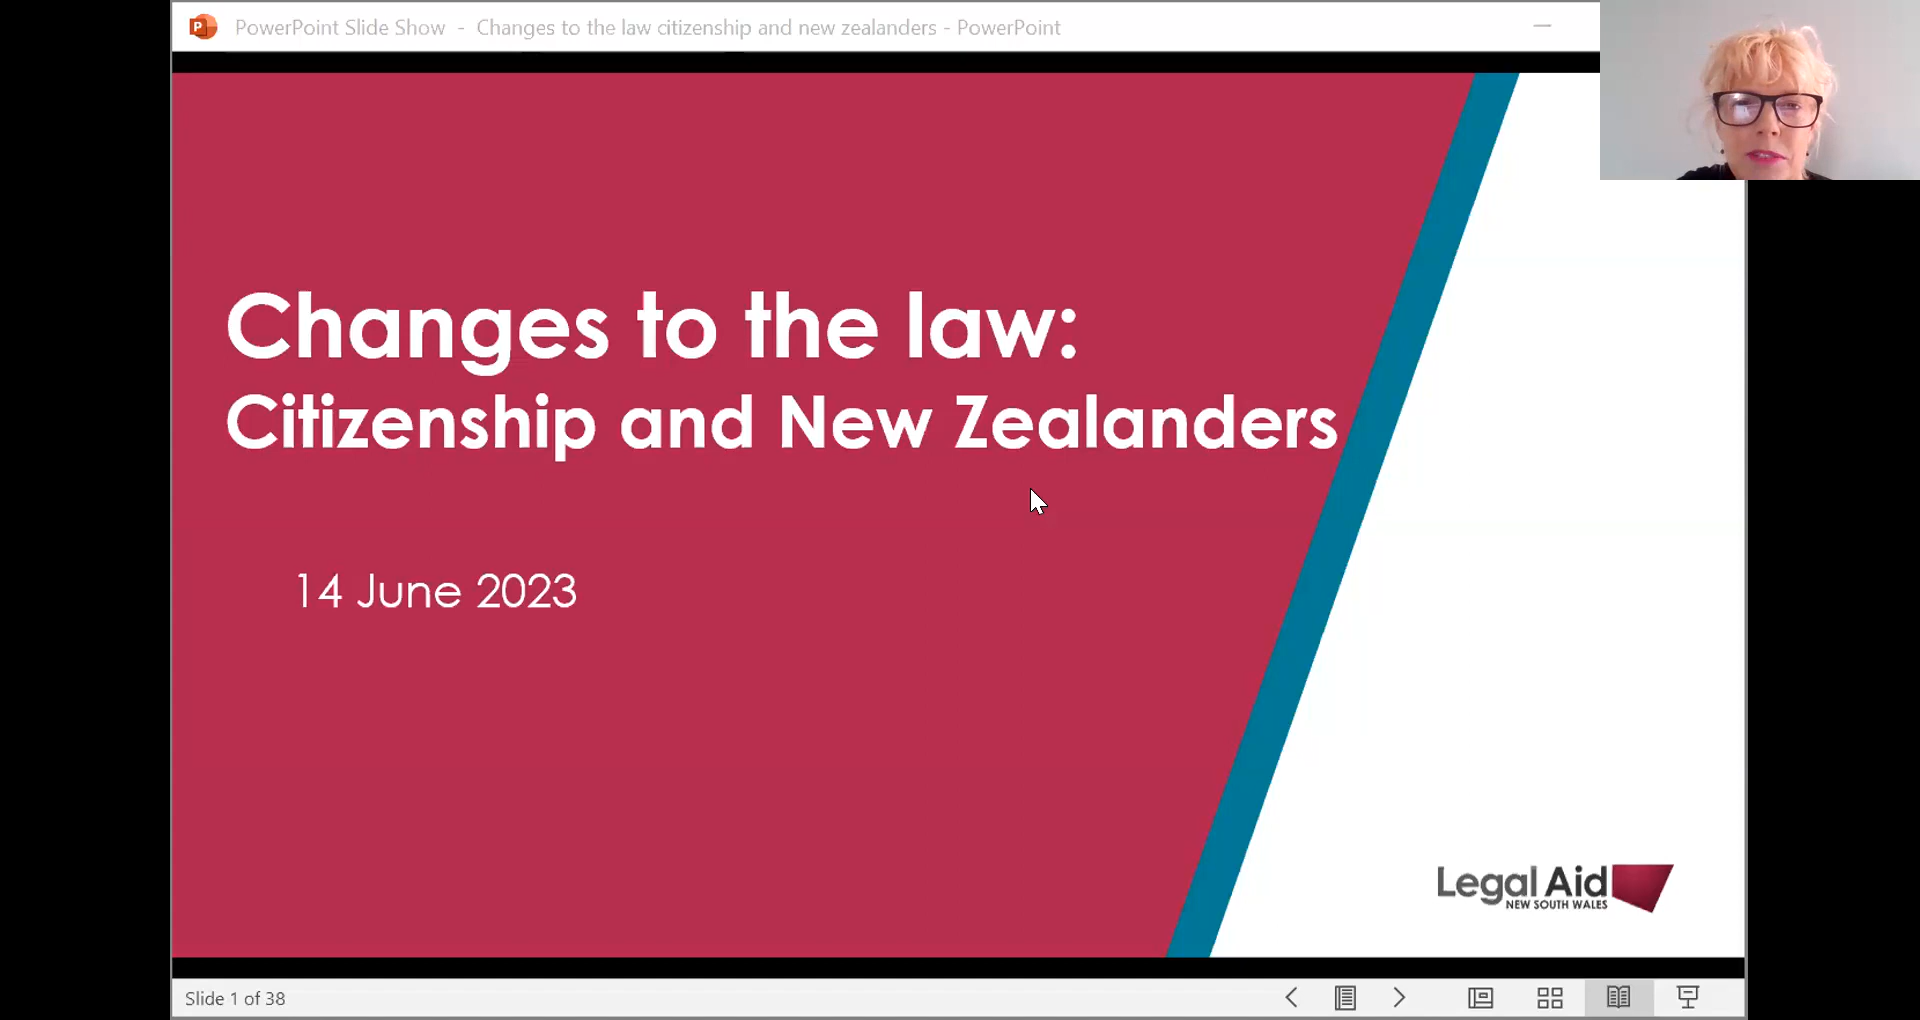 PowerPoint Slide Show - Changes to the law citizenship and new zealanders - PowerPoint
Changes to the law:
Citizenship and New Zealanders
14 June 2023
Legal Aid
NEW SOUTH WALES
Slide 1 of 38